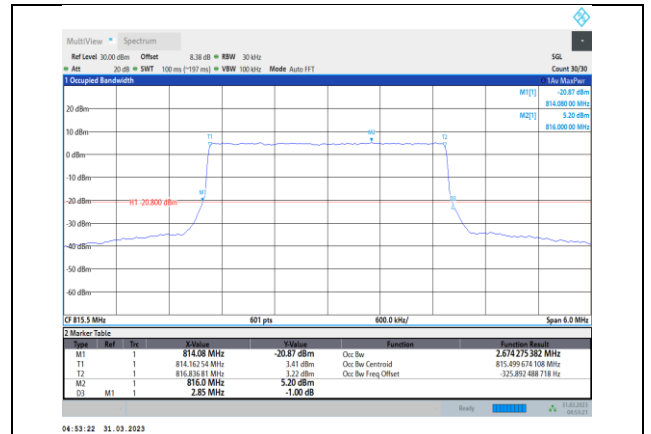 MultiView Spectrum
Ref Level 30.00 dBm Offset 8.38 dB RBW 30 kHz SGL
Att 20 dB SWT 100 ms (~197 ms) VBW 100 kHz Mode Auto FFT Count 30/30
1 Occupied Bandwidth 1Av MaxPwr
M1[1] -20.87 dBm
814.080 00 MHz
M2[1] 5.20 dBm
816.000 00 MHz
20 dBm
10 dBm
T1 M2 T2
0 dBm
-10 dBm
M1
-20 dBm
H1 -20.800 dBm
-30 dBm
-40 dBm
-50 dBm
-60 dBm
CF 815.5 MHz 601 pts 600.0 kHz/ Span 6.0 MHz
2 Marker Table
Type Ref Trc X-Value Y-Value Function Function Result
M1 1 814.08 MHz -20.87 dBm Occ Bw 2.674 275 382 MHz
T1 1 814.162 54 MHz 3.41 dBm Occ Bw Centroid 815.499 674 108 MHz
T2 1 816.836 81 MHz 3.22 dBm Occ Bw Freq Offset -325.892 488 718 Hz
M2 1 816.0 MHz 5.20 dBm
D3 M1 1 2.85 MHz -1.00 dB
Ready 31.03.2023
04:53:21
04:53:22 31.03.2023